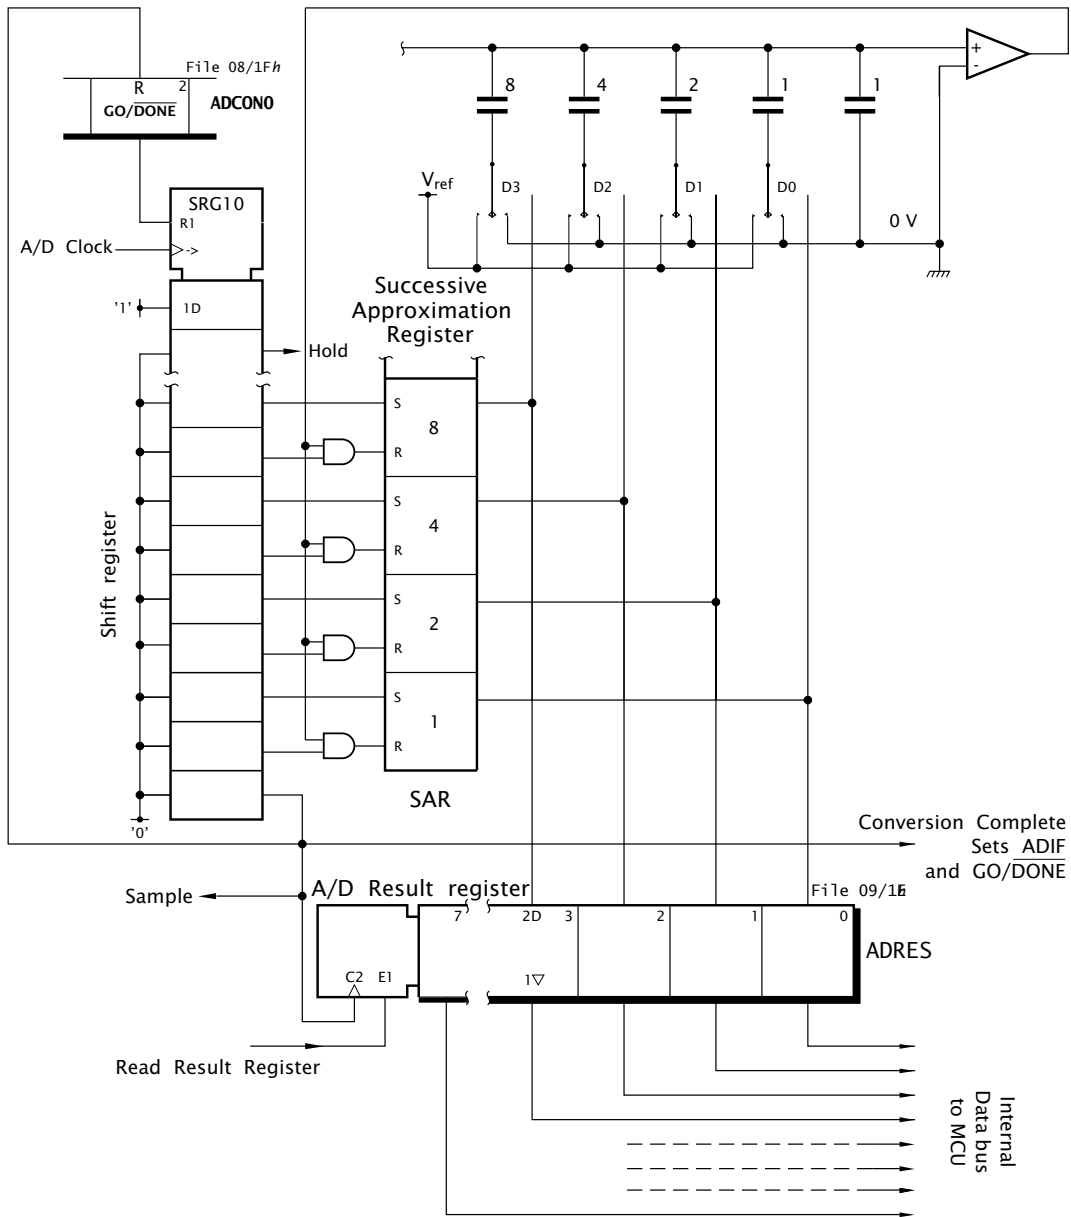 File 08/1Fh
R 2
GO/DONE
ADCON0
+
-
8 4 2 1 1
Vref
D3 D2 D1 D0
0 V
SRG10
R1
A/D Clock
->
'1'
1D
Hold
Successive
Approximation
Register
Shift register
S
8
R
S
4
R
S
2
R
S
1
R
SAR
'0'
Conversion Complete
Sets ADIF
and GO/DONE
Sample
A/D Result register
7 2D 3 2 1 0
ADRES
C2 E1
1▽
Read Result Register
Internal
Data bus
to MCU